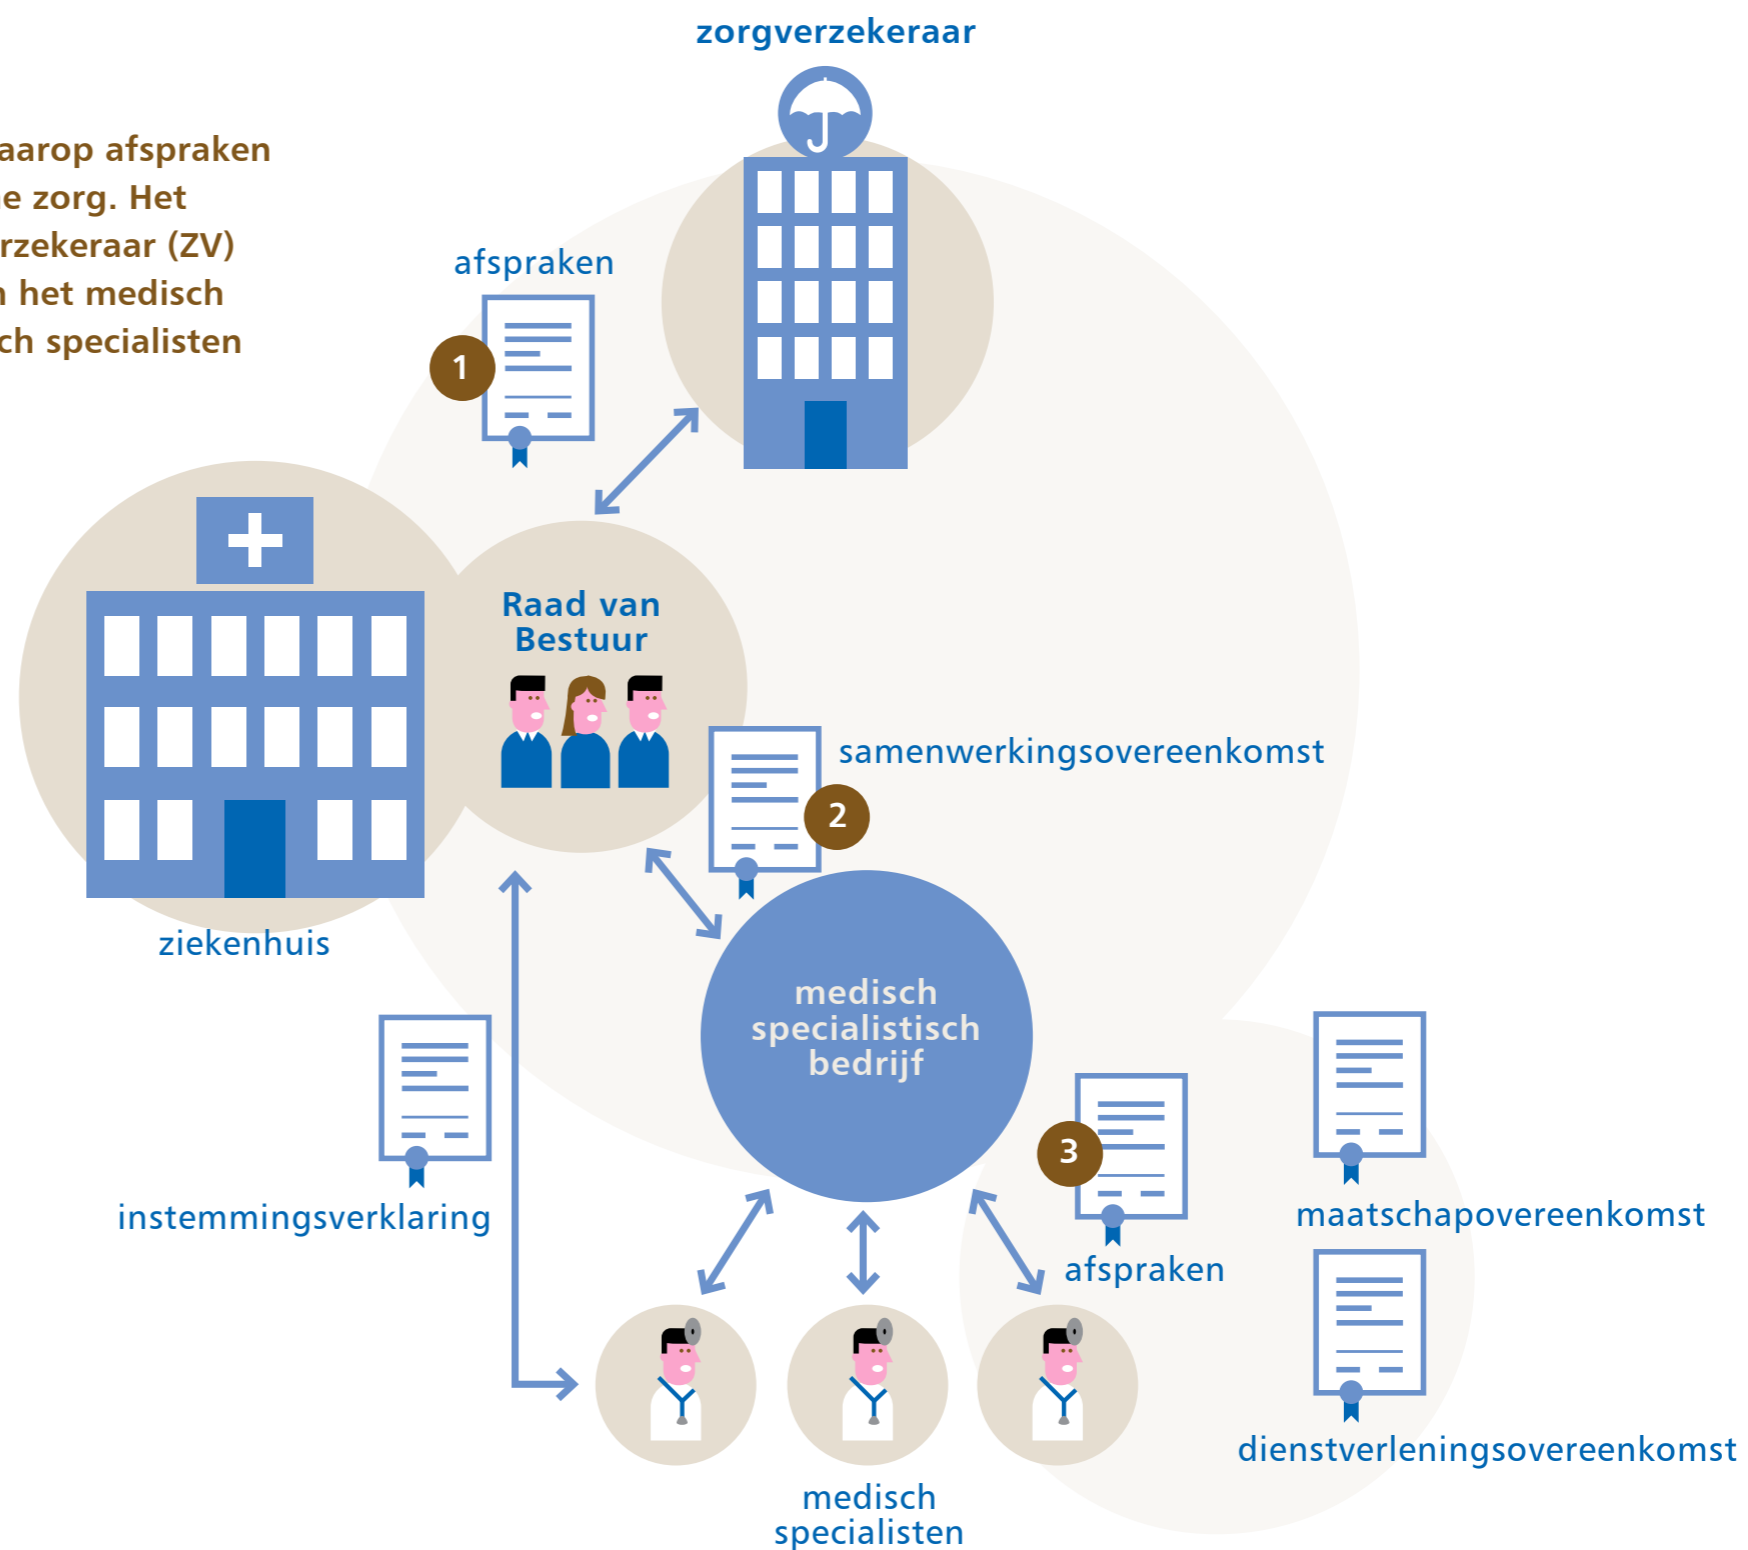 zorgverzekeraar
aarop afspraken
e zorg. Het
rzekeraar (ZV)
n het medisch
ch specialisten
afspraken
1
Raad van
Bestuur
samenwerkingsovereenkomst
2
ziekenhuis
medisch
specialistisch
bedrijf
instemmingsverklaring
3
afspraken
maatschapovereenkomst
dienstverleningsovereenkomst
medisch
specialisten